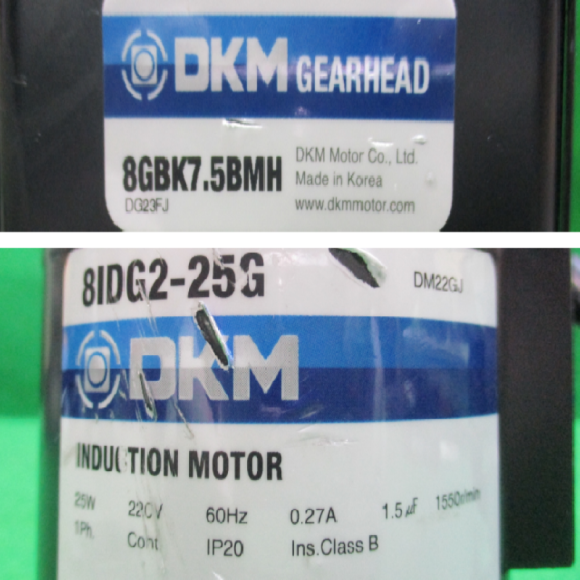 DKM GEARHEAD
8GBK7.5BMH
DG23FJ
DKM Motor Co., Ltd.
Made in Korea
www.dkmmotor.com
8IDG2-25G
DM22GJ
DKM
INDUCTION MOTOR
25W 220V 60Hz 0.27A 1.5㎌ 1550r/min
1Ph. Cont IP20 Ins.Class B